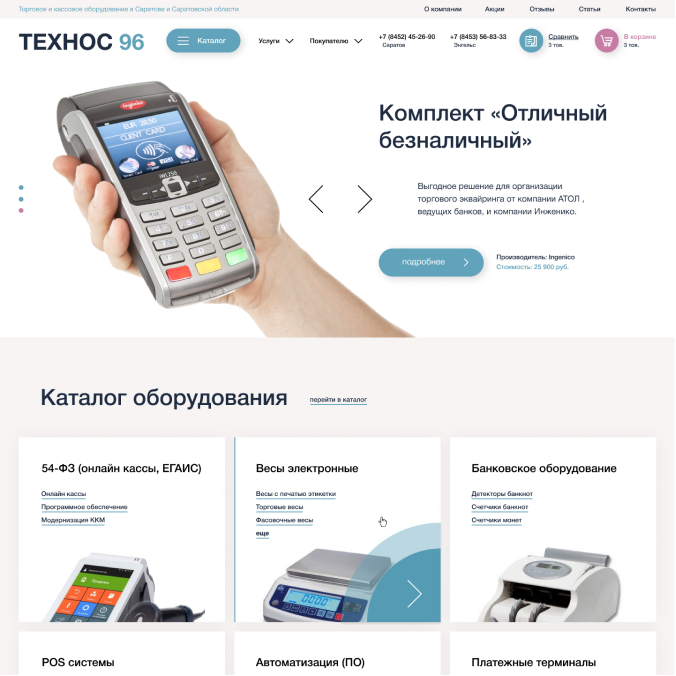 Торговое и кассовое оборудование в Саратове и Саратовской области
О компании Акции Отзывы Статьи Контакты
ТЕХНОС 96
Каталог
Услуги
Покупателю
+7 (8452) 45-26-90
Саратов
+7 (8453) 56-83-33
Энгельс
Сравнить
3 тов.
В корзине
5 тов.
Комплект «Отличный
безналичный»
Выгодное решение для организации
торгового эквайринга от компании АТОЛ ,
ведущих банков, и компании Инженико.
подробнее
Производитель: Ingenico
Стоимость: 25 900 руб.
ingenico
EUR 28.50
CLIENT CARD
iWL250
Каталог оборудования
перейти в каталог
54-ФЗ (онлайн кассы, ЕГАИС)
Онлайн кассы
Програмное обеспечение
Модернизация ККМ
Весы электронные
Весы с печатью этикетки
Торговые весы
Фасовочные весы
еще
Банковское оборудование
Детекторы банкнот
Счетчики банкнот
Счетчики монет
POS системы
Автоматизация (ПО)
Платежные терминалы